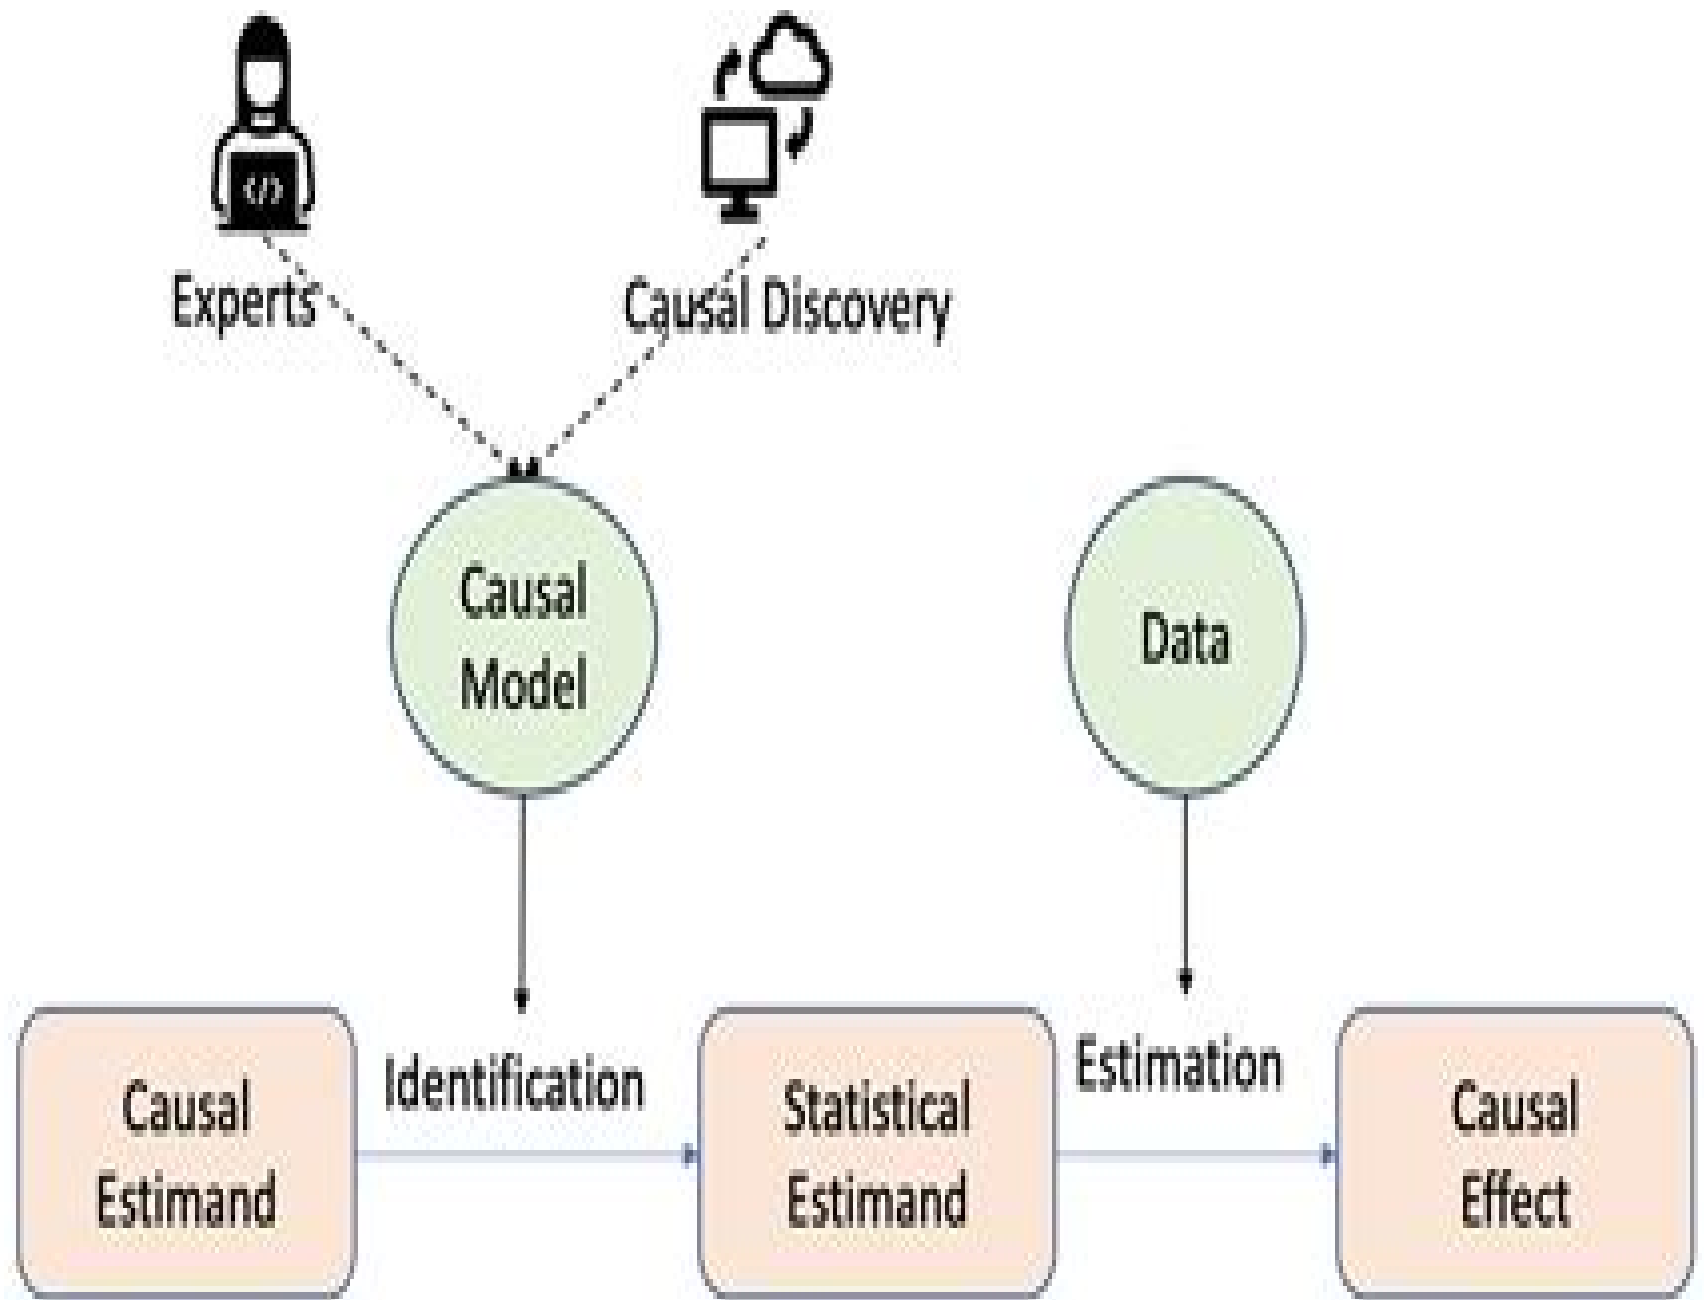 </>
Experts
Causal Discovery
Causal
Model
Data
Identification
Estimation
Causal
Estimand
Statistical
Estimand
Causal
Effect